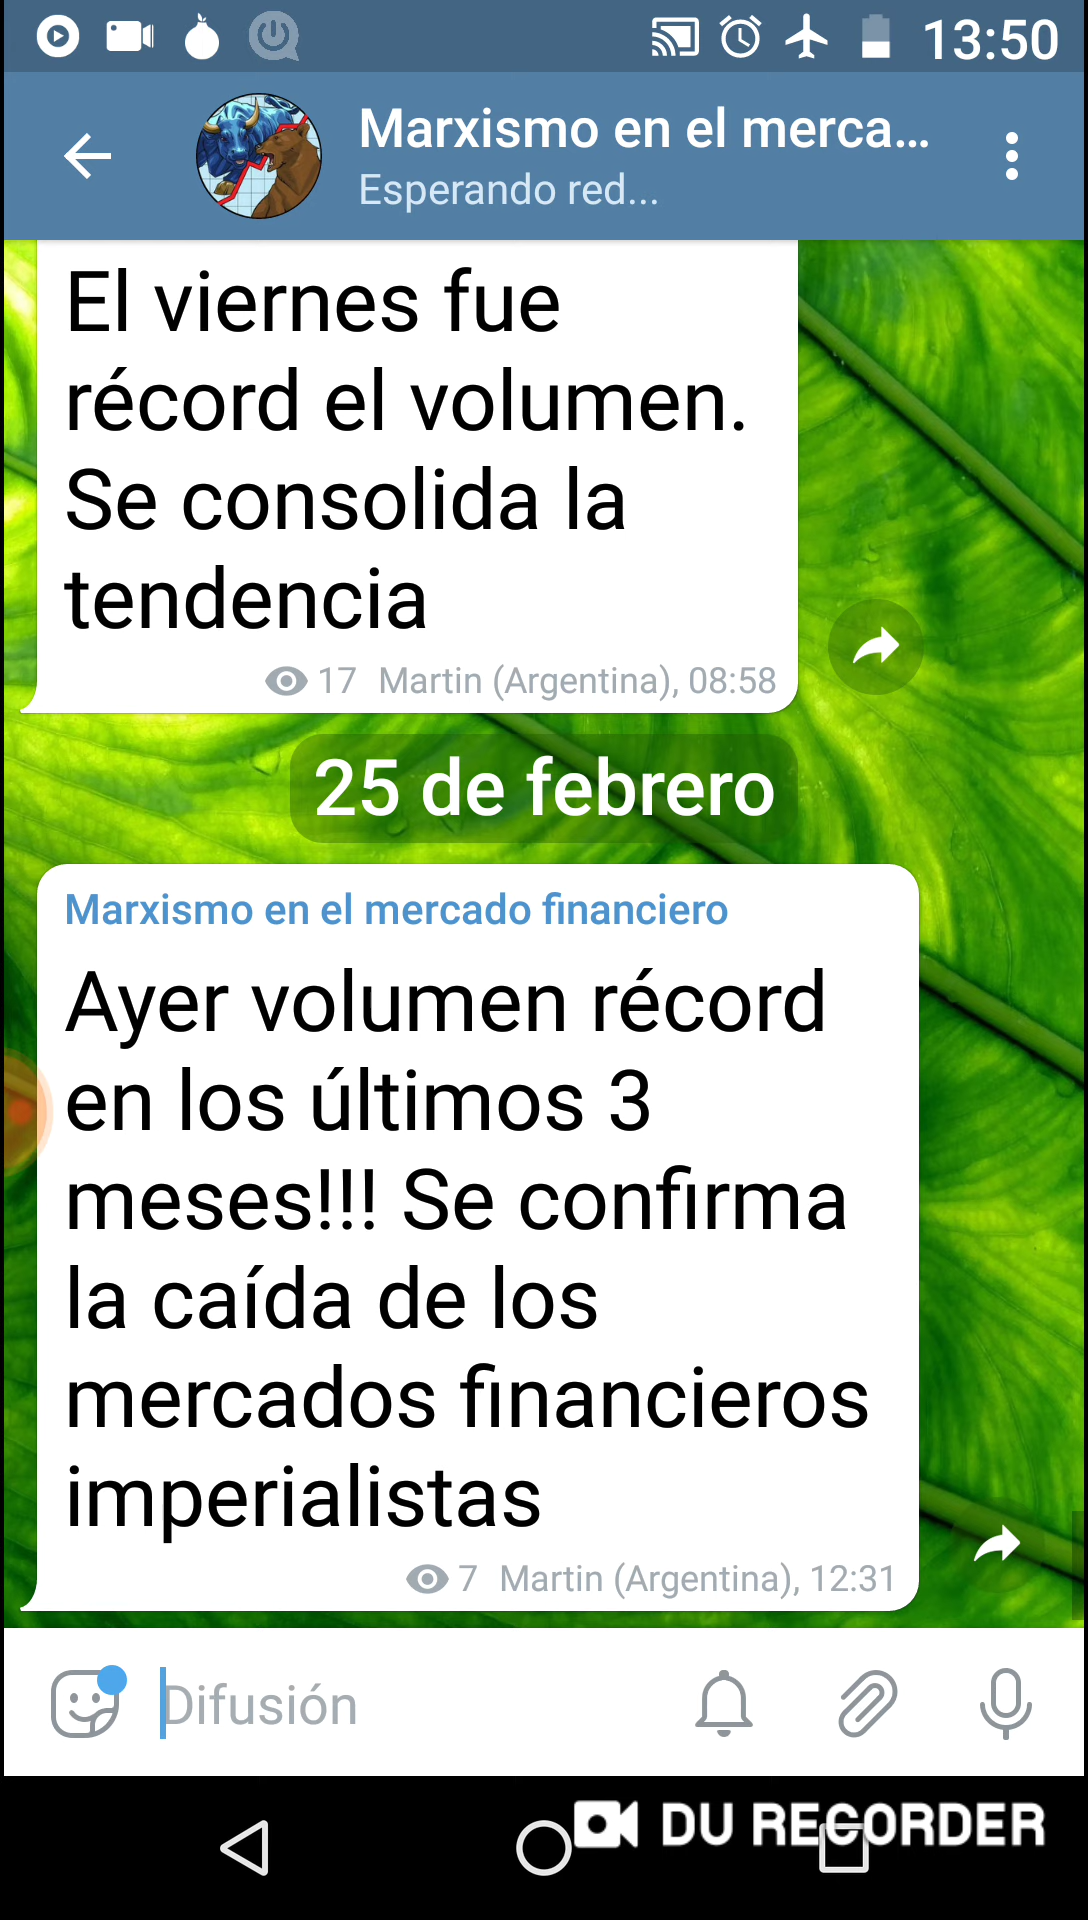 13:50
Marxismo en el merca...
Esperando red...
El viernes fue
récord el volumen.
Se consolida la
tendencia
17 Martin (Argentina), 08:58
25 de febrero
Marxismo en el mercado financiero
Ayer volumen récord
en los últimos 3
meses!!! Se confirma
la caída de los
mercados financieros
imperialistas
7 Martin (Argentina), 12:31
Difusión
DU RECORDER